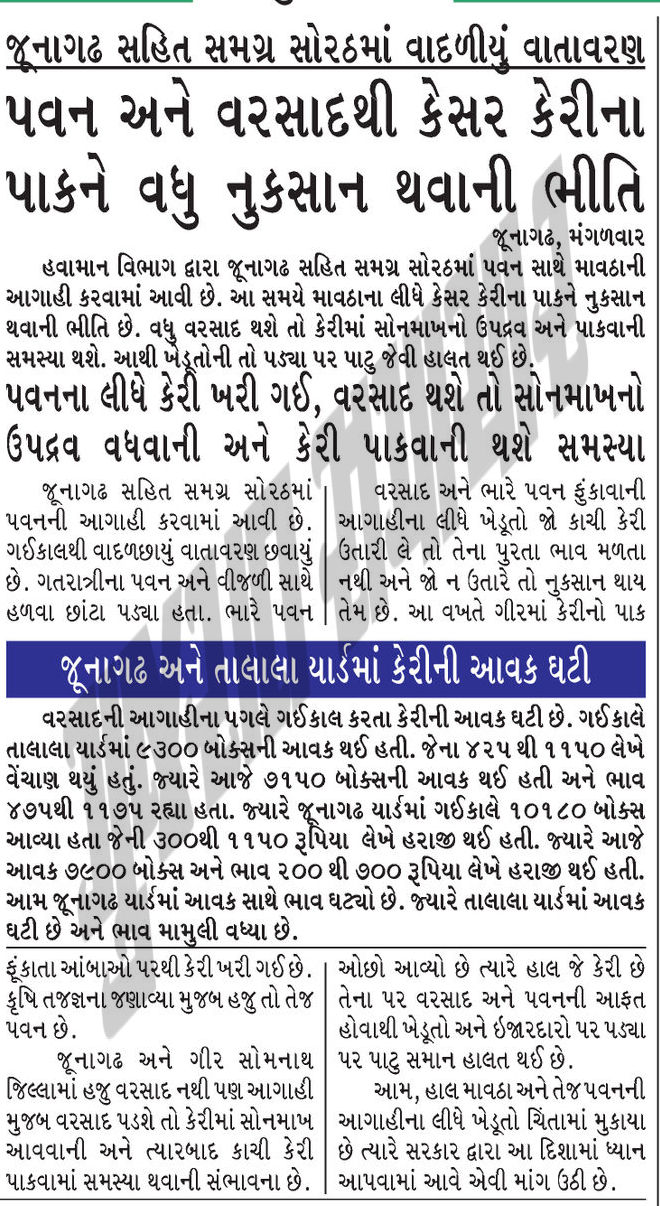 જૂનાગઢ સહિત સમગ્ર સોરઠમાં વાદળીયું વાતાવરણ
પવન અને વરસાદથી કેસર કેરીના
પાકને વધુ નુકસાન થવાની ભીતિ
જૂનાગઢ, મંગળવાર
હવામાન વિભાગ દ્વારા જૂનાગઢ સહિત સમગ્ર સોરઠમાં પવન સાથે માવઠાની
આગાહી કરવામાં આવી છે. આ સમયે માવઠાના લીધે કેસર કેરીના પાકને નુકસાન
થવાની ભીતિ છે. વધુ વરસાદ થશે તો કેરીમાં સોનમાખનો ઉપદ્રવ અને પાકવાની
સમસ્યા થશે. આથી ખેડૂતોની તો પડ્યા પર પાટુ જેવી હાલત થઈ છે.
પવનના લીધે કેરી ખરી ગઈ, વરસાદ થશે તો સોનમાખનો
ઉપદ્રવ વધવાની અને કેરી પાકવાની થશે સમસ્યા
જૂનાગઢ સહિત સમગ્ર સોરઠમાં
પવનની આગાહી કરવામાં આવી છે.
ગઈકાલથી વાદળછાયું વાતાવરણ છવાયું
છે. ગતરાત્રીના પવન અને વીજળી સાથે
હળવા છાંટા પડ્યા હતા. ભારે પવન
ફૂંકાતા આંબાઓ પરથી કેરી ખરી ગઈ છે.
કૃષિ તજજ્ઞના જણાવ્યા મુજબ હજુ તો તેજ
પવન છે.
જૂનાગઢ અને ગીર સોમનાથ
જિલ્લામાં હજુ વરસાદ નથી પણ આગાહી
મુજબ વરસાદ પડશે તો કેરીમાં સોનમાખ
આવવાની અને ત્યારબાદ કાચી કેરી
પાકવામાં સમસ્યા થવાની સંભાવના છે.
વરસાદ અને ભારે પવન ફુંકાવાની
આગાહીના લીધે ખેડૂતો જો કાચી કેરી
ઉતારી લે તો તેના પુરતા ભાવ મળતા
નથી અને જો ન ઉતારે તો નુકસાન થાય
તેમ છે. આ વખતે ગીરમાં કેરીનો પાક
ઓછો આવ્યો છે ત્યારે હાલ જે કેરી છે
તેના પર વરસાદ અને પવનની આફત
હોવાથી ખેડૂતો અને ઇજારદારો પર પડ્યા
પર પાટુ સમાન હાલત થઈ છે.
આમ, હાલ માવઠા અને તેજ પવનની
આગાહીના લીધે ખેડૂતો ચિંતામાં મુકાયા
છે ત્યારે સરકાર દ્વારા આ દિશામાં ધ્યાન
આપવામાં આવે એવી માંગ ઉઠી છે.
જૂનાગઢ અને તાલાલા યાર્ડમાં કેરીની આવક ઘટી
વરસાદની આગાહીના પગલે ગઈકાલ કરતા કેરીની આવક ઘટી છે. ગઈકાલે
તાલાલા યાર્ડમાં ૯૩૦૦ બોક્સની આવક થઈ હતી. જેના ૪૨૫ થી ૧૧૫૦ લેખે
વેંચાણ થયું હતું. જ્યારે આજે ૭૧૫૦ બોક્સની આવક થઈ હતી અને ભાવ
૪૭૫થી ૧૧૭૫ રહ્યા હતા. જ્યારે જૂનાગઢ યાર્ડમાં ગઈકાલે ૧૦૧૮૦ બોક્સ
આવ્યા હતા જેની ૩૦૦થી ૧૧૫૦ રૂપિયા લેખે હરાજી થઈ હતી. જ્યારે આજે
આવક ૭૯૦૦ બોક્સ અને ભાવ ૨૦૦ થી ૭૦૦ રૂપિયા લેખે હરાજી થઈ હતી.
આમ જૂનાગઢ યાર્ડમાં આવક સાથે ભાવ ઘટ્યો છે. જ્યારે તાલાલા યાર્ડમાં આવક
ઘટી છે અને ભાવ મામુલી વધ્યા છે.